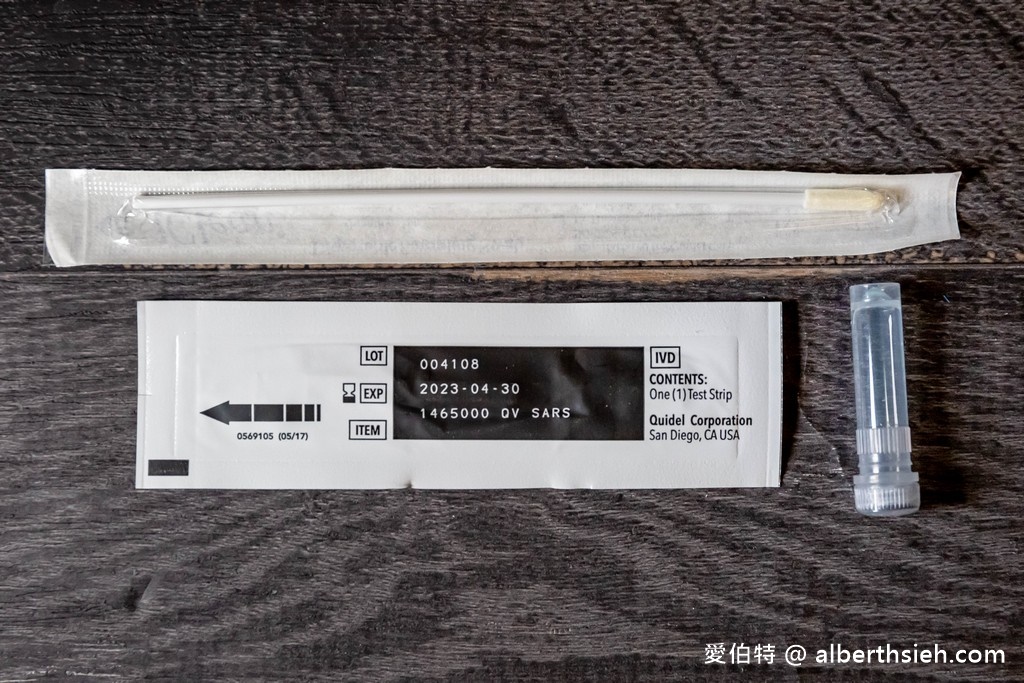 LOT
004108
EXP
2023-04-30
ITEM
1465000 QV SARS
0569105 (05/17)
IVD
CONTENTS:
One (1) Test Strip
Quidel Corporation
San Diego, CA USA
愛伯特 @ alberthsieh.com